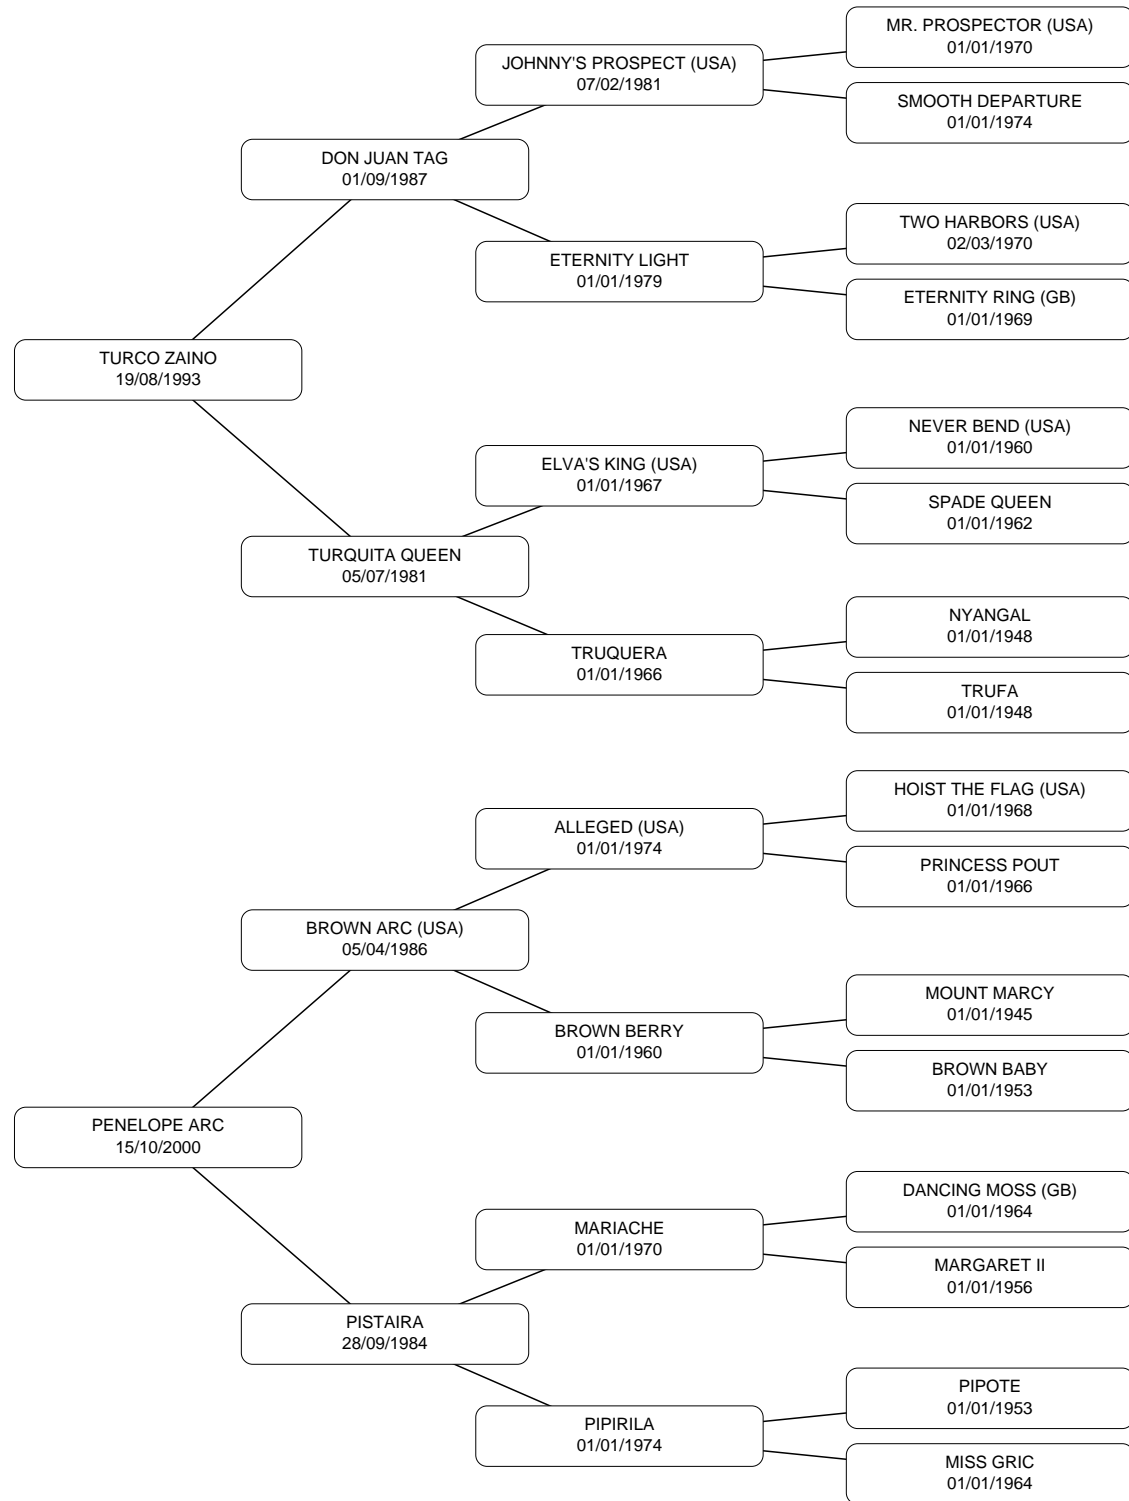 MR. PROSPECTOR (USA)
01/01/1970
JOHNNY'S PROSPECT (USA)
07/02/1981
SMOOTH DEPARTURE
01/01/1974
DON JUAN TAG
01/09/1987
TWO HARBORS (USA)
02/03/1970
ETERNITY LIGHT
01/01/1979
ETERNITY RING (GB)
01/01/1969
TURCO ZAINO
19/08/1993
NEVER BEND (USA)
01/01/1960
ELVA'S KING (USA)
01/01/1967
SPADE QUEEN
01/01/1962
TURQUITA QUEEN
05/07/1981
NYANGAL
01/01/1948
TRUQUERA
01/01/1966
TRUFA
01/01/1948
HOIST THE FLAG (USA)
01/01/1968
ALLEGED (USA)
01/01/1974
PRINCESS POUT
01/01/1966
BROWN ARC (USA)
05/04/1986
MOUNT MARCY
01/01/1945
BROWN BERRY
01/01/1960
BROWN BABY
01/01/1953
PENELOPE ARC
15/10/2000
DANCING MOSS (GB)
01/01/1964
MARIACHE
01/01/1970
MARGARET II
01/01/1956
PISTAIRA
28/09/1984
PIPOTE
01/01/1953
PIPIRILA
01/01/1974
MISS GRIC
01/01/1964